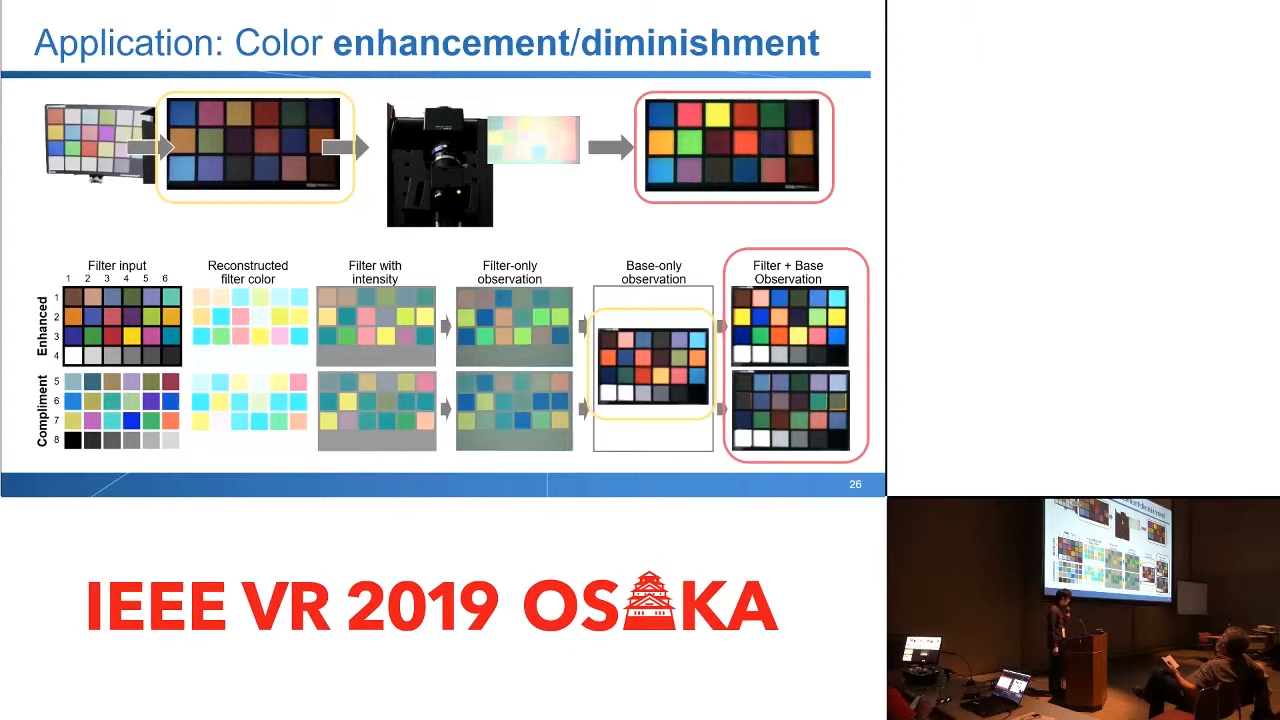 Application: Color enhancement/diminishment
Filter input
Reconstructed
filter color
Filter with
intensity
Filter-only
observation
Base-only
observation
Filter + Base
Observation
1 2 3 4 5 6
Enhanced
1
2
3
4
Compliment
5
6
7
8
26
IEEE VR 2019 OSAKA